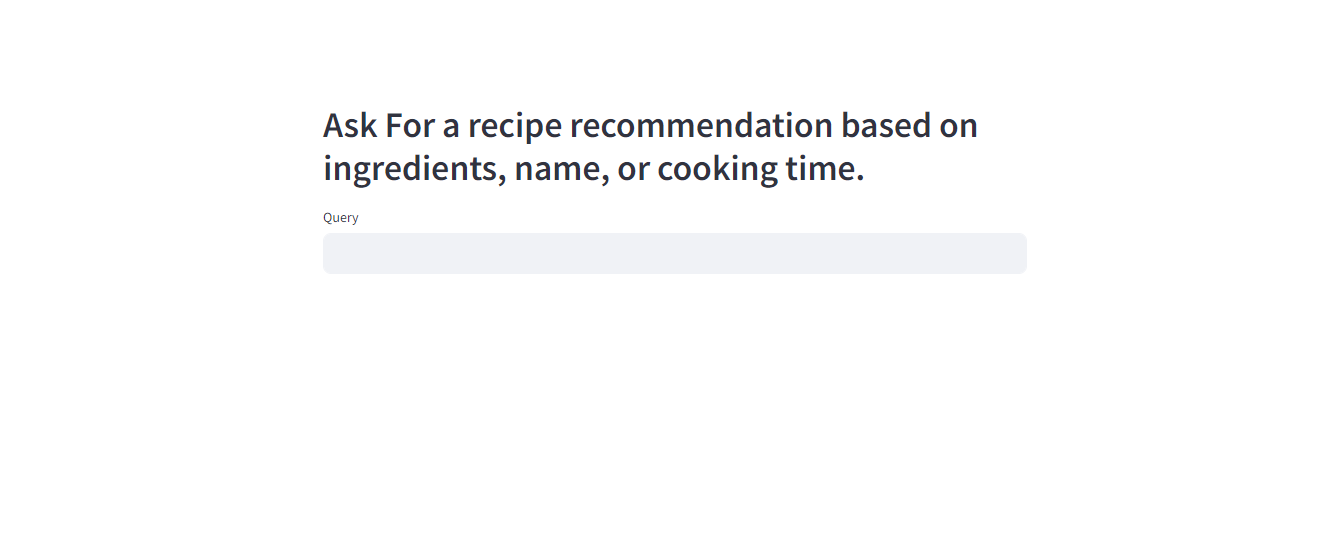 Ask For a recipe recommendation based on
ingredients, name, or cooking time.
Query